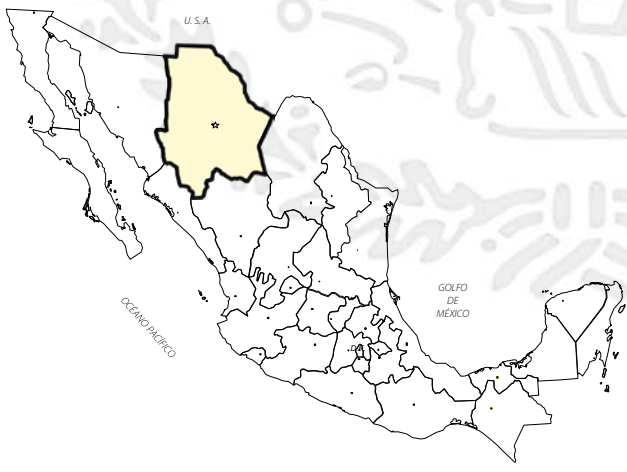 U. S. A.
GOLFO
DE
MÉXICO
OCÉANO PACÍFICO
D.F.